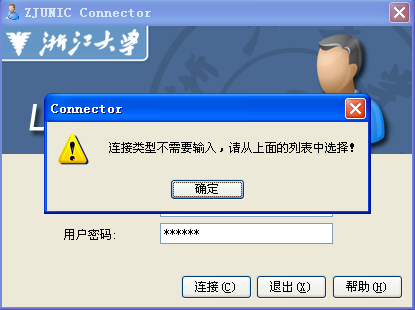 ZJUNIC Connector
浙江大学
L
Connector
连接类型不需要输入，请从上面的列表中选择!
确定
用户密码:
******
连接(C)
退出(X)
帮助(H)